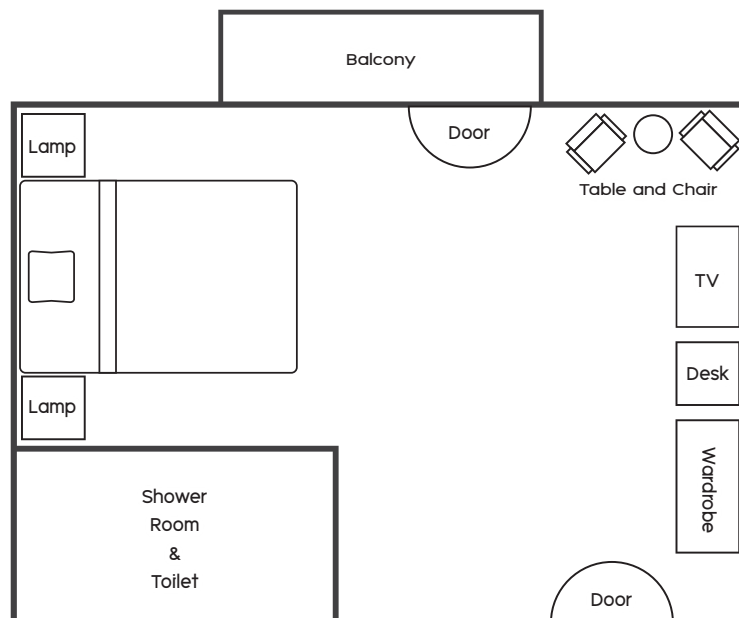 Balcony
Lamp
Door
Table and Chair
TV
Desk
Lamp
Wardrobe
Shower
Room
&
Toilet
Door